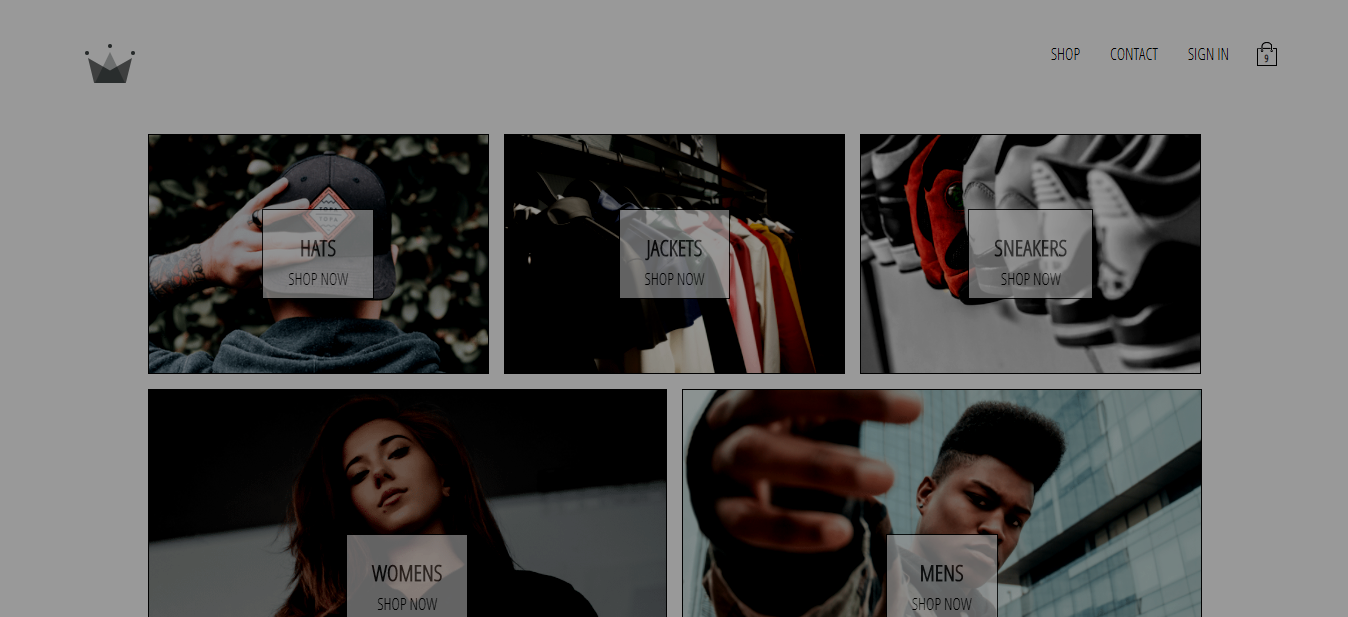 SHOP
CONTACT
SIGN IN
9
HATS
SHOP NOW
JACKETS
SHOP NOW
SNEAKERS
SHOP NOW
WOMENS
SHOP NOW
MENS
SHOP NOW